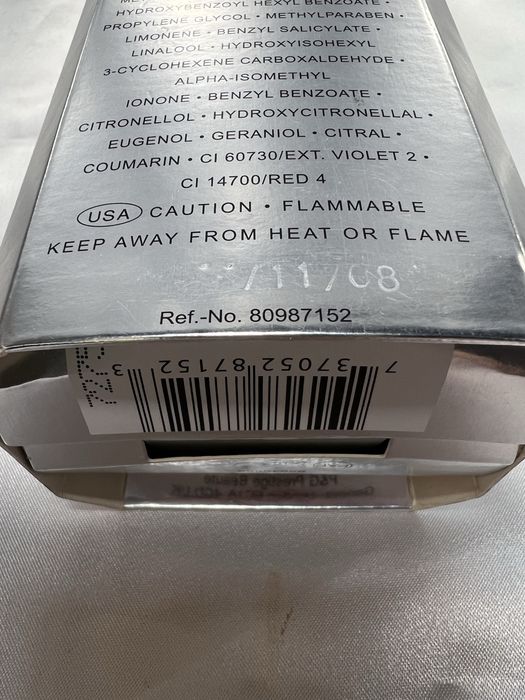 HYDROXYBENZOYL HEXYL BENZOATE •
PROPYLENE GLYCOL • METHYLPARABEN •
LIMONENE • BENZYL SALICYLATE •
LINALOOL • HYDROXYISOHEXYL
3-CYCLOHEXENE CARBOXALDEHYDE •
ALPHA-ISOMETHYL
IONONE • BENZYL BENZOATE •
CITRONELLOL • HYDROXYCITRONELLAL •
EUGENOL • GERANIOL • CITRAL •
COUMARIN • CI 60730/EXT. VIOLET 2 •
CI 14700/RED 4
USA CAUTION • FLAMMABLE
KEEP AWAY FROM HEAT OR FLAME
/11/08
Ref.-No. 80987152
7 37052 87152 3
P&G Prestige Beaute